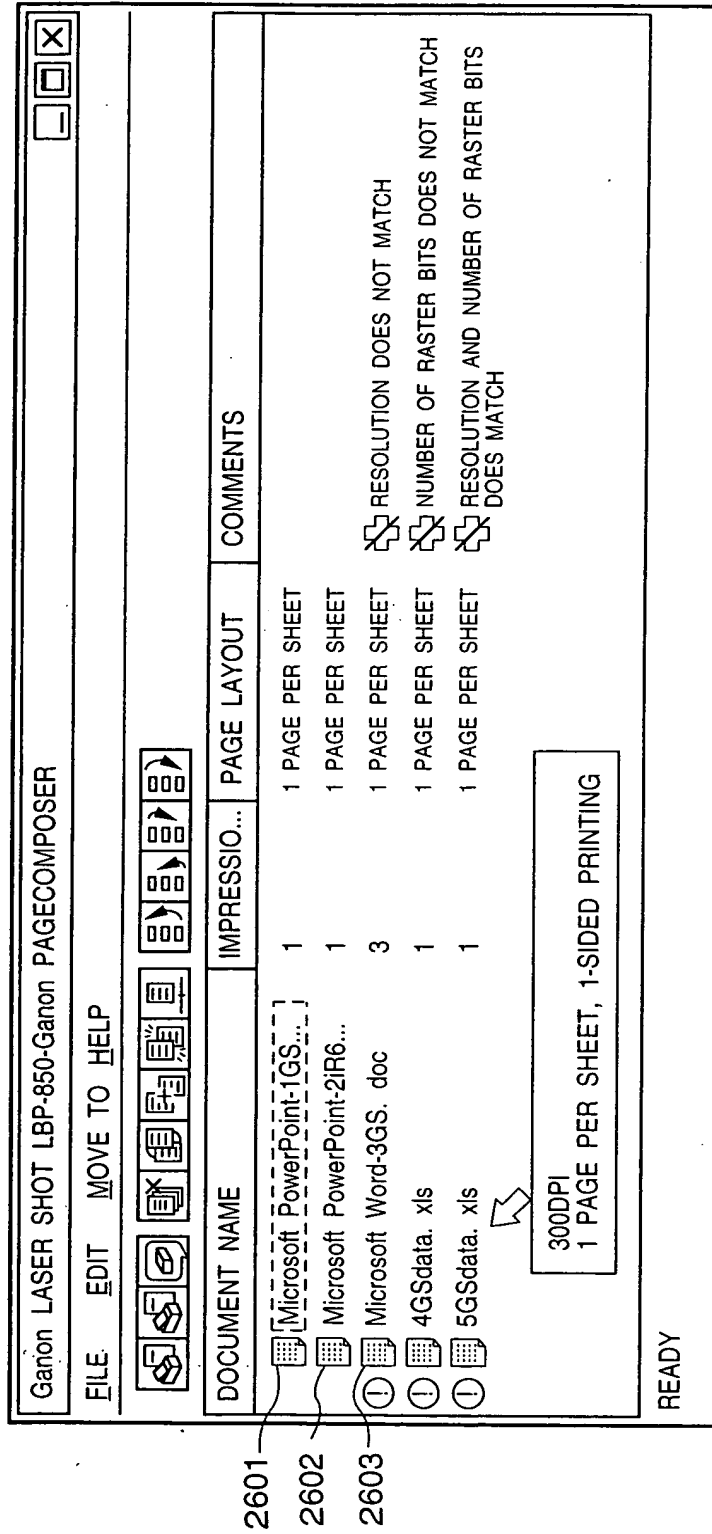 Ganon LASER SHOT LBP-850-Ganon PAGECOMPOSER
FILE EDIT MOVE TO HELP
DOCUMENT NAME IMPRESSIO... PAGE LAYOUT COMMENTS
2601 Microsoft PowerPoint-1GS... 1 1 PAGE PER SHEET
2602 Microsoft PowerPoint-2iR6... 1 1 PAGE PER SHEET
2603 Microsoft Word-3GS. doc 3 1 PAGE PER SHEET RESOLUTION DOES NOT MATCH
4GSdata. xls 1 1 PAGE PER SHEET NUMBER OF RASTER BITS DOES NOT MATCH
5GSdata. xls 1 1 PAGE PER SHEET RESOLUTION AND NUMBER OF RASTER BITS
DOES MATCH
300DPI
1 PAGE PER SHEET, 1-SIDED PRINTING
READY